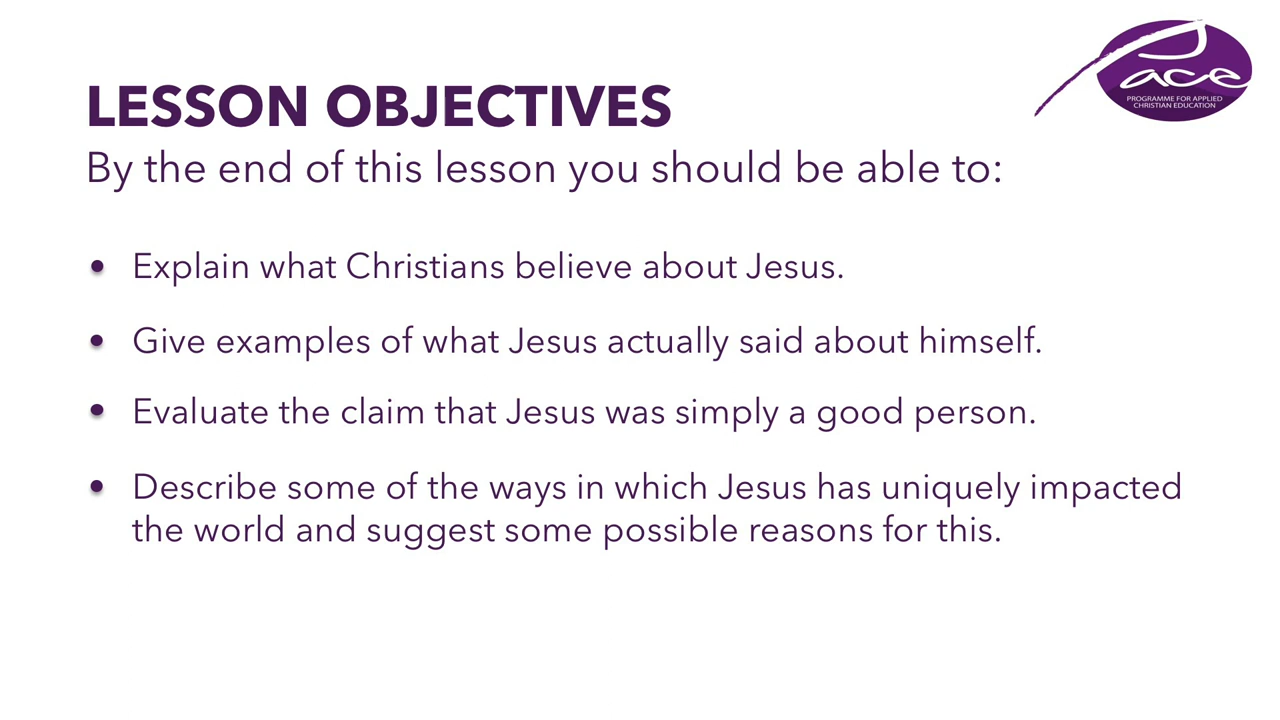 Pace
PROGRAMME FOR APPLIED
CHRISTIAN EDUCATION
LESSON OBJECTIVES
By the end of this lesson you should be able to:
• Explain what Christians believe about Jesus.
• Give examples of what Jesus actually said about himself.
• Evaluate the claim that Jesus was simply a good person.
• Describe some of the ways in which Jesus has uniquely impacted
the world and suggest some possible reasons for this.